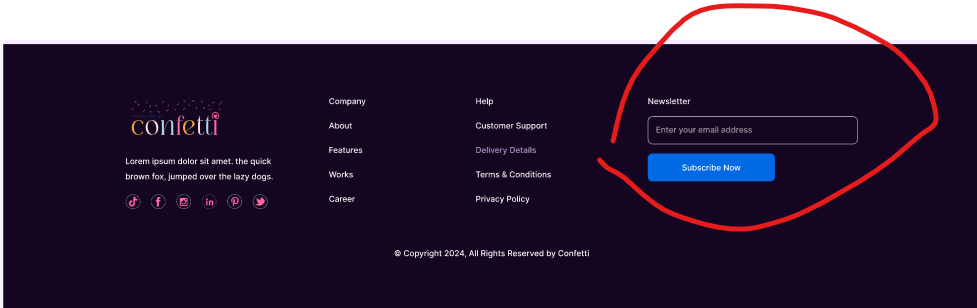 confetti
Lorem ipsum dolor sit amet. the quick
brown fox, jumped over the lazy dogs.
Company
About
Features
Works
Career
Help
Customer Support
Delivery Details
Terms & Conditions
Privacy Policy
Newsletter
Enter your email address
Subscribe Now
© Copyright 2024, All Rights Reserved by Confetti